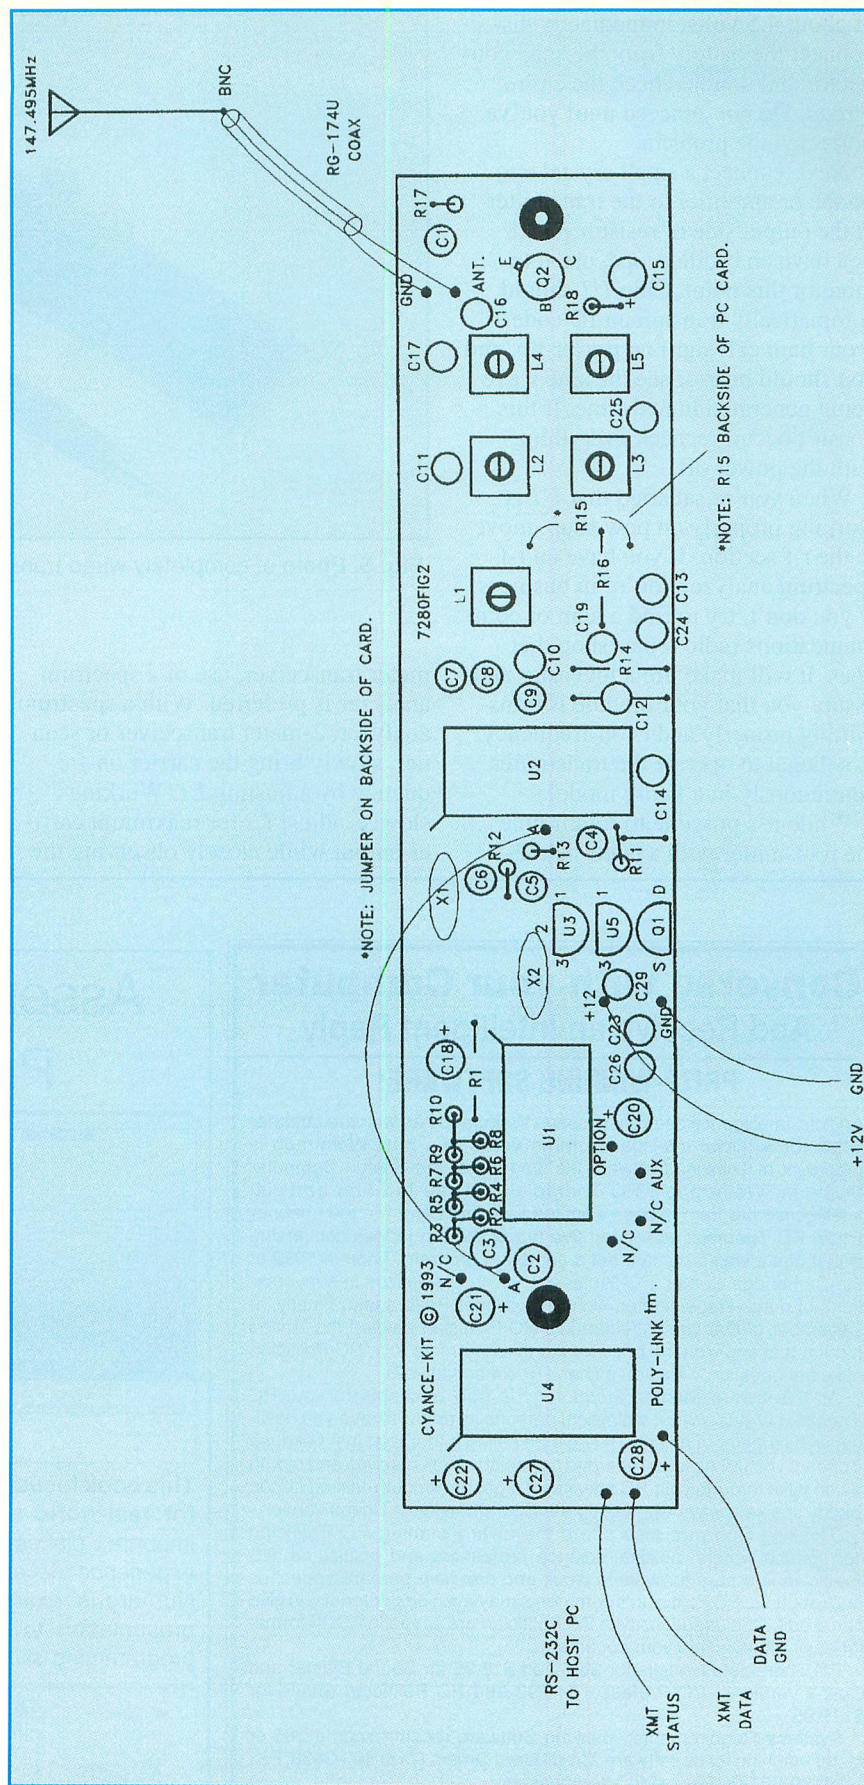 147.495MHz
BNC
RG-174U
COAX
*NOTE: R15 BACKSIDE OF PC CARD.
*NOTE: JUMPER ON BACKSIDE OF CARD.
R17
C1
GND
ANT.
C16
C17
E
Q2
B
C
R18
+
C15
L4
L5
C25
C11
L2
L3
*
R15
R16
7280FIG2
L1
C19
C13
C24
R14
C10
C7
C8
C9
C12
U2
C14
A
R12
R13
C4
R11
C6
C5
X1
1
U3
2
3
1
U5
3
D
Q1
S
X2
+12
C29
C23
GND
C26
C18
+
R1
R10
R9
R8
R7
R6
R5
R4
R3
R2
U1
OPTION
+
C20
AUX
N/C
N/C
N/C
C3
C2
A
C21
+
CYANCE-KIT © 1993
POLY-LINK tm.
U4
C22
+
C27
+
C28
+
+12V
GND
RS-232C
TO HOST PC
XMT
STATUS
XMT
DATA
DATA
GND